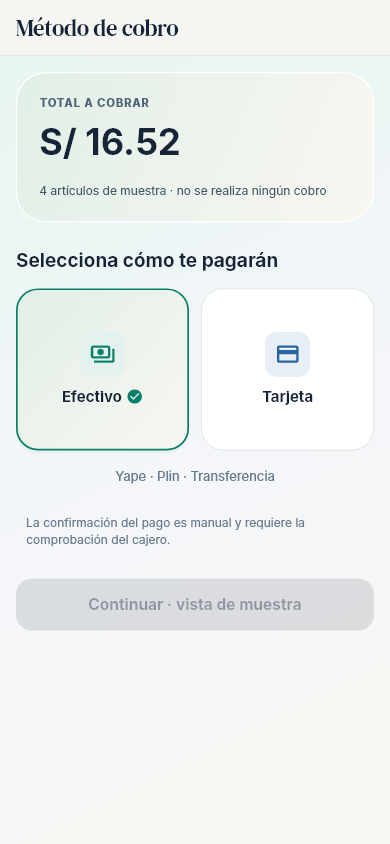 Método de cobro
TOTAL A COBRAR
S/ 16.52
4 artículos de muestra · no se realiza ningún cobro
Selecciona cómo te pagarán
Efectivo
Tarjeta
Yape · Plin · Transferencia
La confirmación del pago es manual y requiere la
comprobación del cajero.
Continuar · vista de muestra